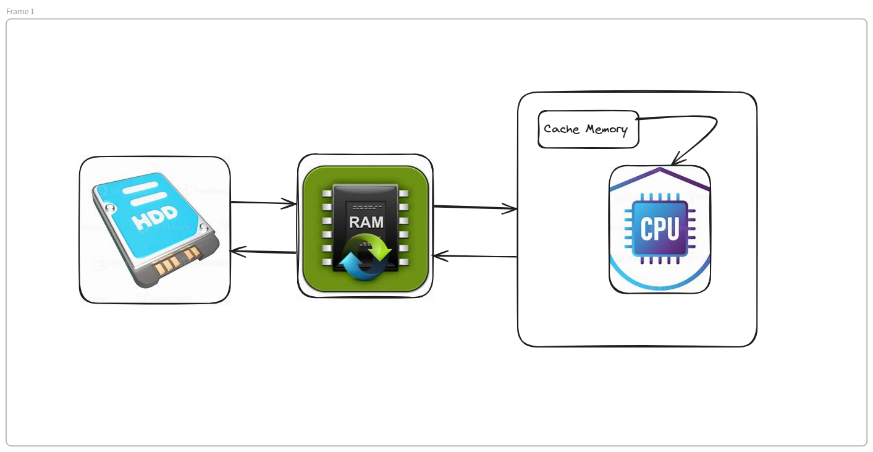 Frame 1
Cache Memory
HDD
RAM
CPU